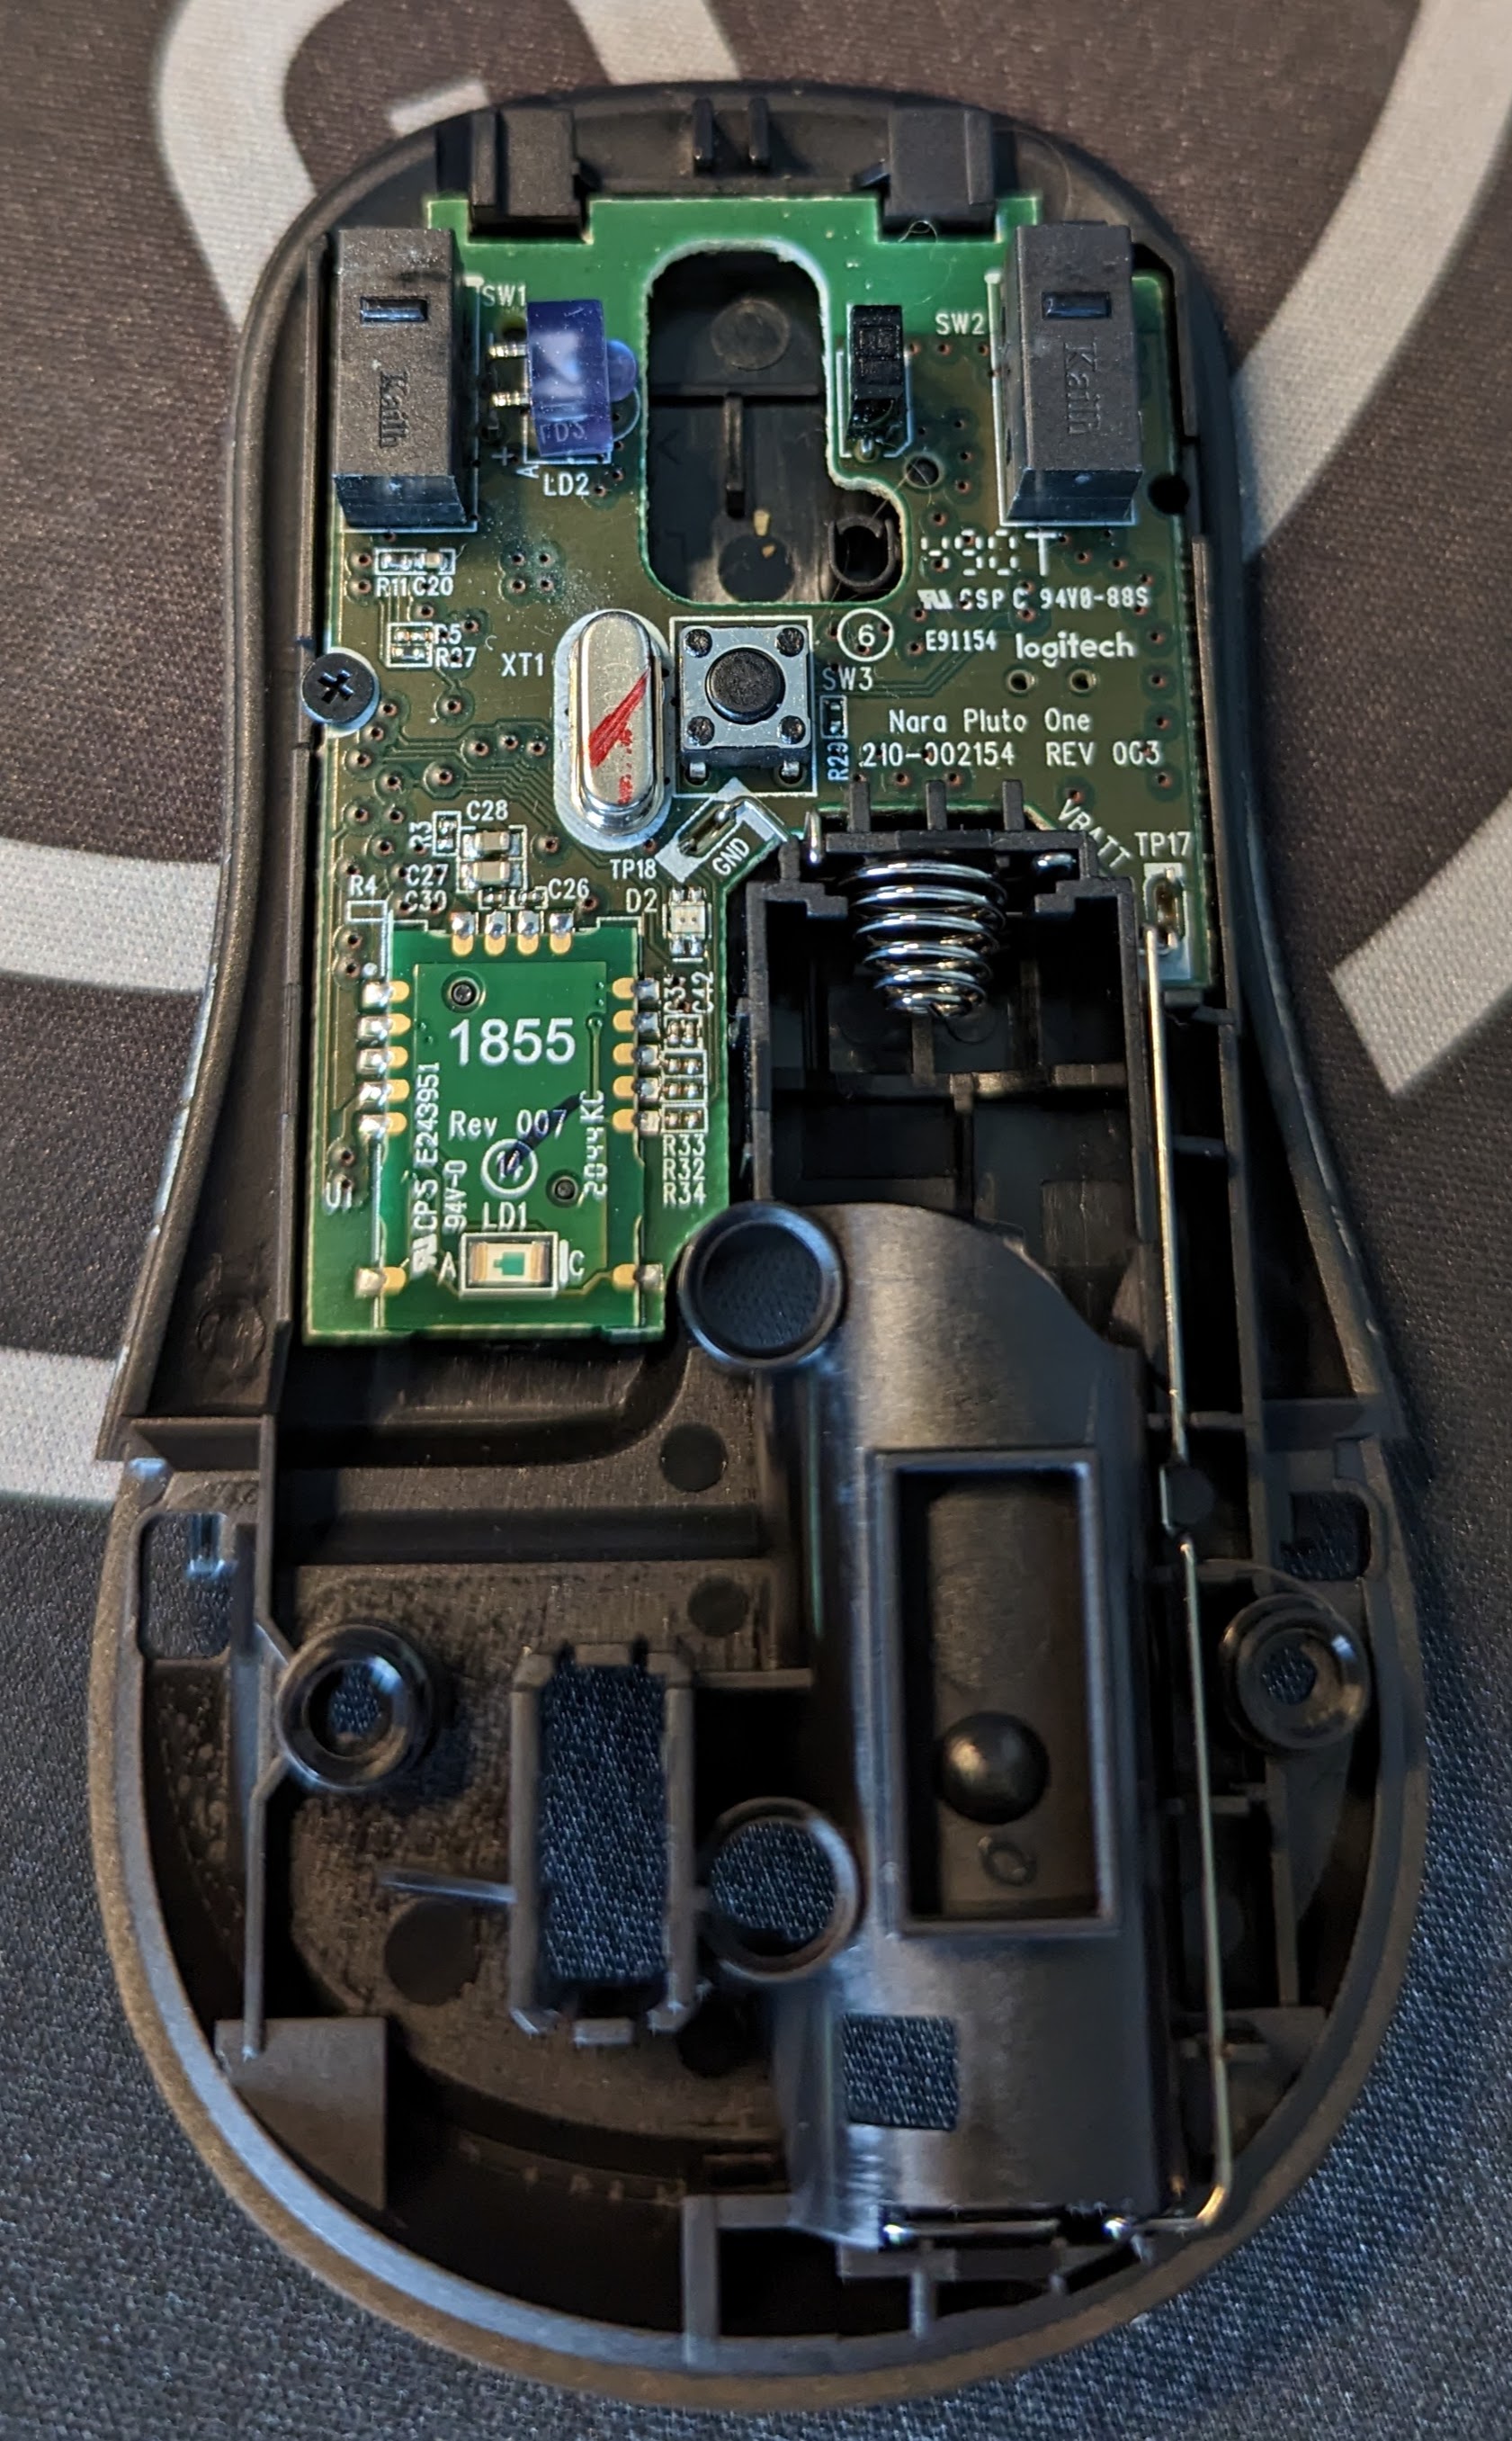 SW1
Kailh
+
A
LD2
SW2
Kailh
R11 C20
R5
R27
XT1
6
CSP C 94V0-88S
E91154 logitech
SW3
R23
Nara Pluto One
210-002154 REV 003
VBATT
TP17
C28
R3
TP18
GND
R4
C27
C30
C26
D2
C42
1855
Rev 007
14
CPS E243951
94V-0
2044 KC
U1
LD1
A
C
R33
R32
R34